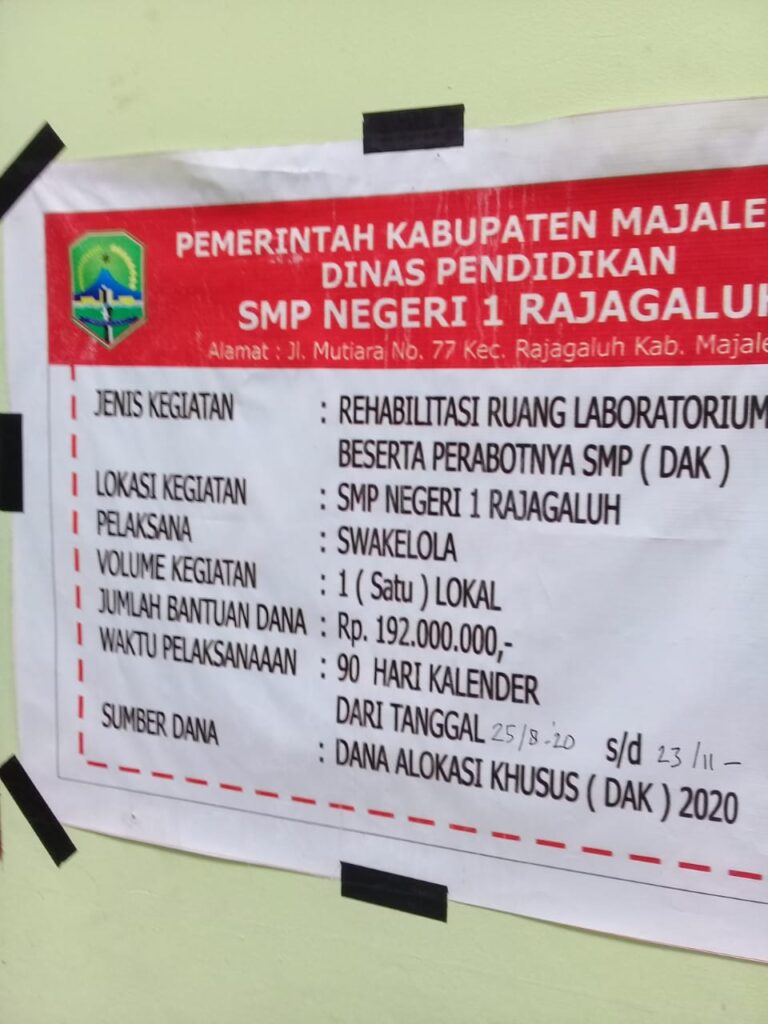 PEMERINTAH KABUPATEN MAJALE
DINAS PENDIDIKAN
SMP NEGERI 1 RAJAGALUH
Alamat : Jl. Mutiara No. 77 Kec. Rajagaluh Kab. Majale
JENIS KEGIATAN : REHABILITASI RUANG LABORATORIUM
BESERTA PERABOTNYA SMP ( DAK )
LOKASI KEGIATAN : SMP NEGERI 1 RAJAGALUH
PELAKSANA : SWAKELOLA
VOLUME KEGIATAN : 1 ( Satu ) LOKAL
JUMLAH BANTUAN DANA : Rp. 192.000.000,-
WAKTU PELAKSANAAAN : 90 HARI KALENDER
DARI TANGGAL 25/8-'20 s/d 23/11 -
SUMBER DANA : DANA ALOKASI KHUSUS ( DAK ) 2020